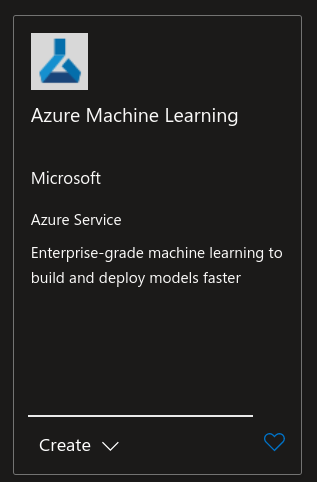 Azure Machine Learning
Microsoft
Azure Service
Enterprise-grade machine learning to
build and deploy models faster
Create